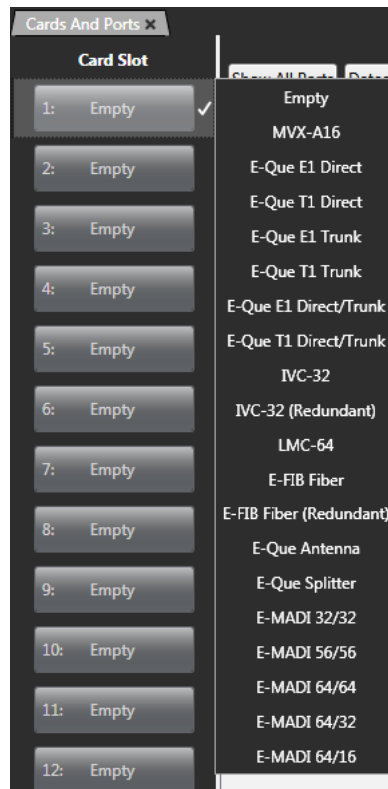 Cards And Ports ×
Card Slot
Show All Ports
1: Empty ✓
2: Empty
3: Empty
4: Empty
5: Empty
6: Empty
7: Empty
8: Empty
9: Empty
10: Empty
11: Empty
12: Empty
Empty
MVX-A16
E-Que E1 Direct
E-Que T1 Direct
E-Que E1 Trunk
E-Que T1 Trunk
E-Que E1 Direct/Trunk
E-Que T1 Direct/Trunk
IVC-32
IVC-32 (Redundant)
LMC-64
E-FIB Fiber
E-FIB Fiber (Redundant)
E-Que Antenna
E-Que Splitter
E-MADI 32/32
E-MADI 56/56
E-MADI 64/64
E-MADI 64/32
E-MADI 64/16